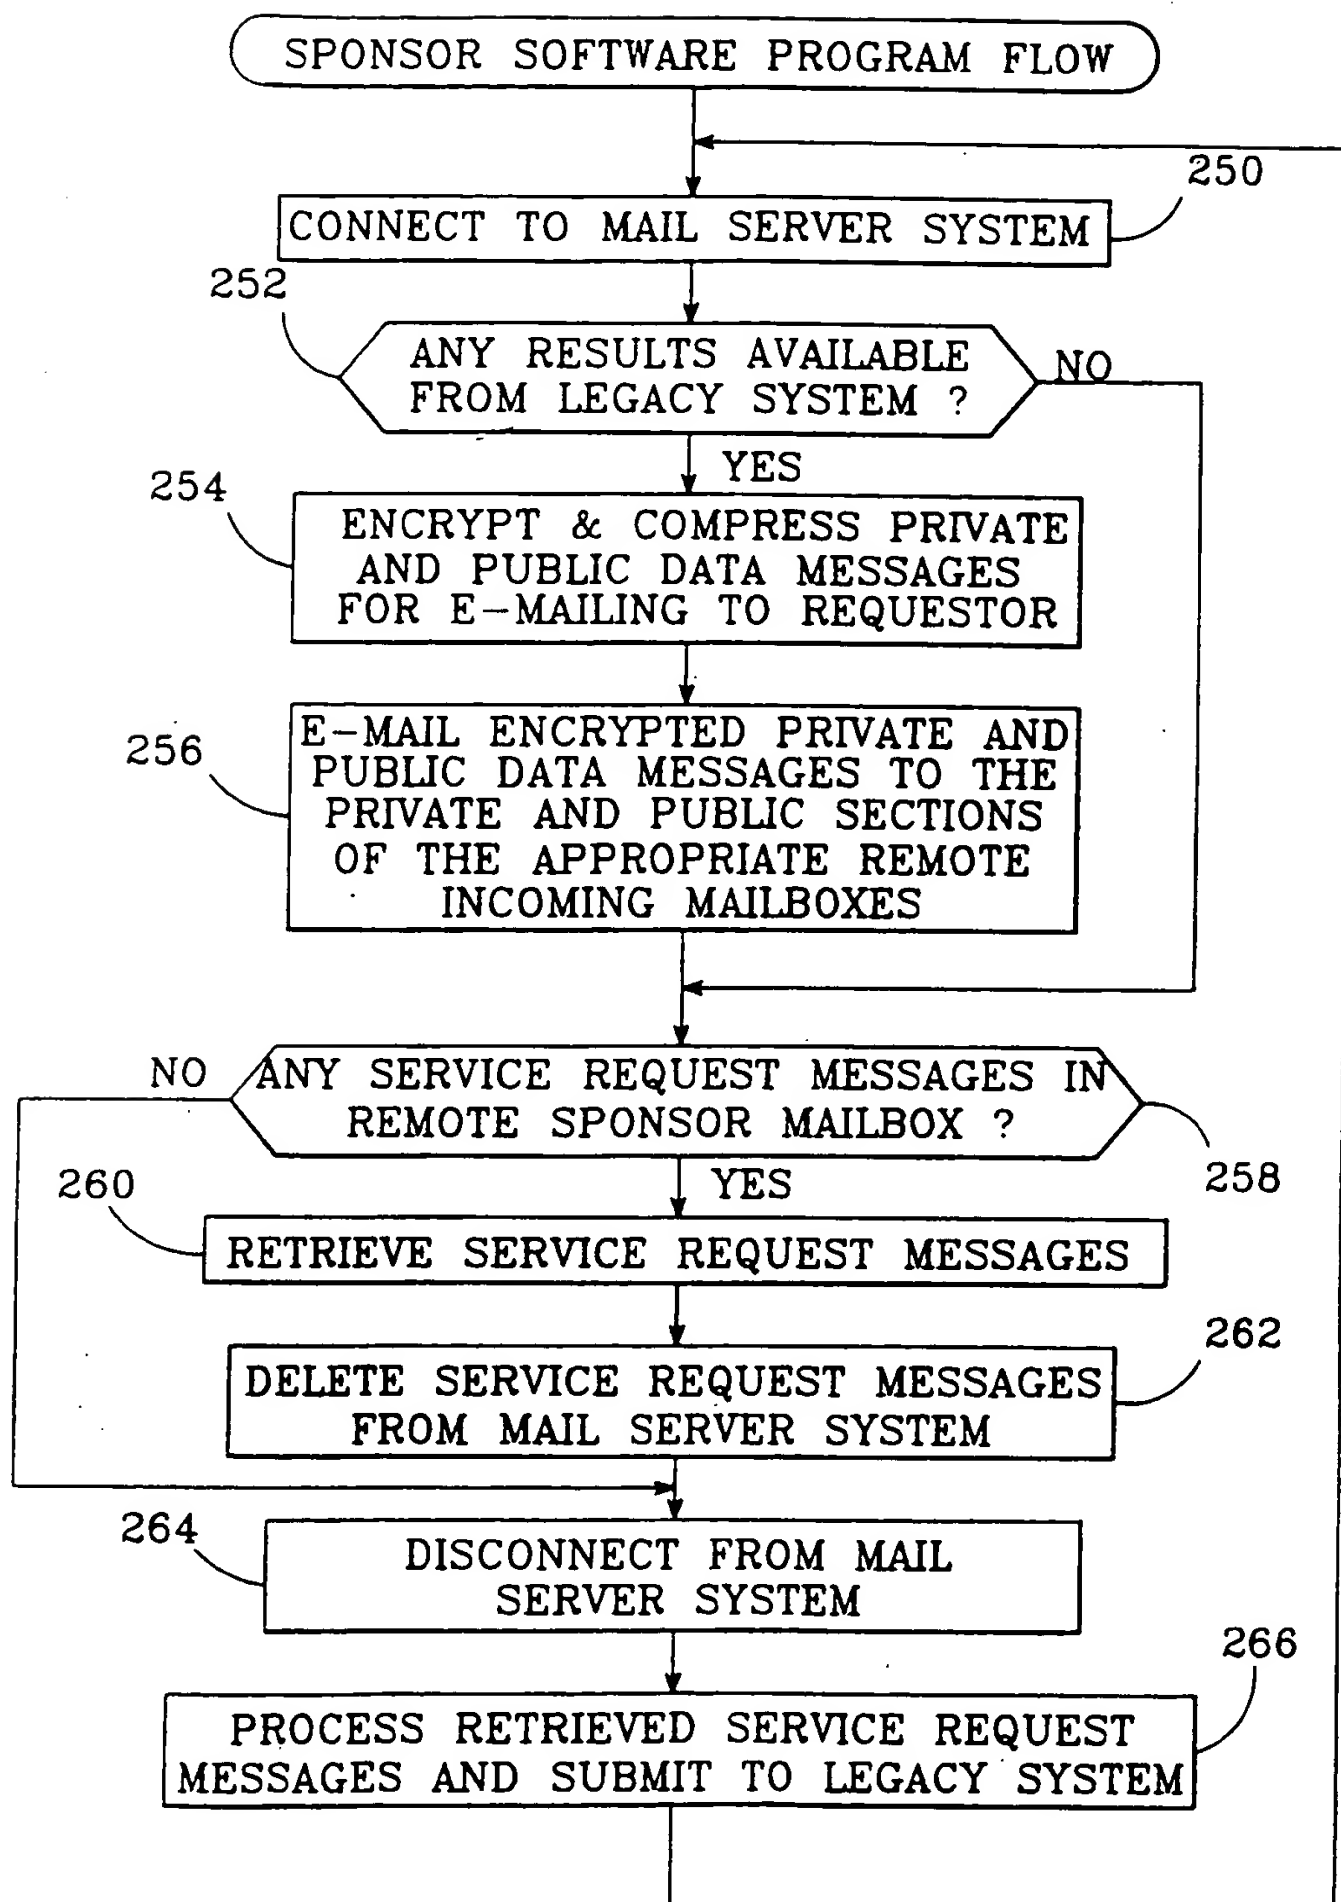 SPONSOR SOFTWARE PROGRAM FLOW
250
CONNECT TO MAIL SERVER SYSTEM
252
ANY RESULTS AVAILABLE
FROM LEGACY SYSTEM ?
NO
YES
254
ENCRYPT & COMPRESS PRIVATE
AND PUBLIC DATA MESSAGES
FOR E-MAILING TO REQUESTOR
256
E-MAIL ENCRYPTED PRIVATE AND
PUBLIC DATA MESSAGES TO THE
PRIVATE AND PUBLIC SECTIONS
OF THE APPROPRIATE REMOTE
INCOMING MAILBOXES
NO
ANY SERVICE REQUEST MESSAGES IN
REMOTE SPONSOR MAILBOX ?
258
YES
260
RETRIEVE SERVICE REQUEST MESSAGES
262
DELETE SERVICE REQUEST MESSAGES
FROM MAIL SERVER SYSTEM
264
DISCONNECT FROM MAIL
SERVER SYSTEM
266
PROCESS RETRIEVED SERVICE REQUEST
MESSAGES AND SUBMIT TO LEGACY SYSTEM